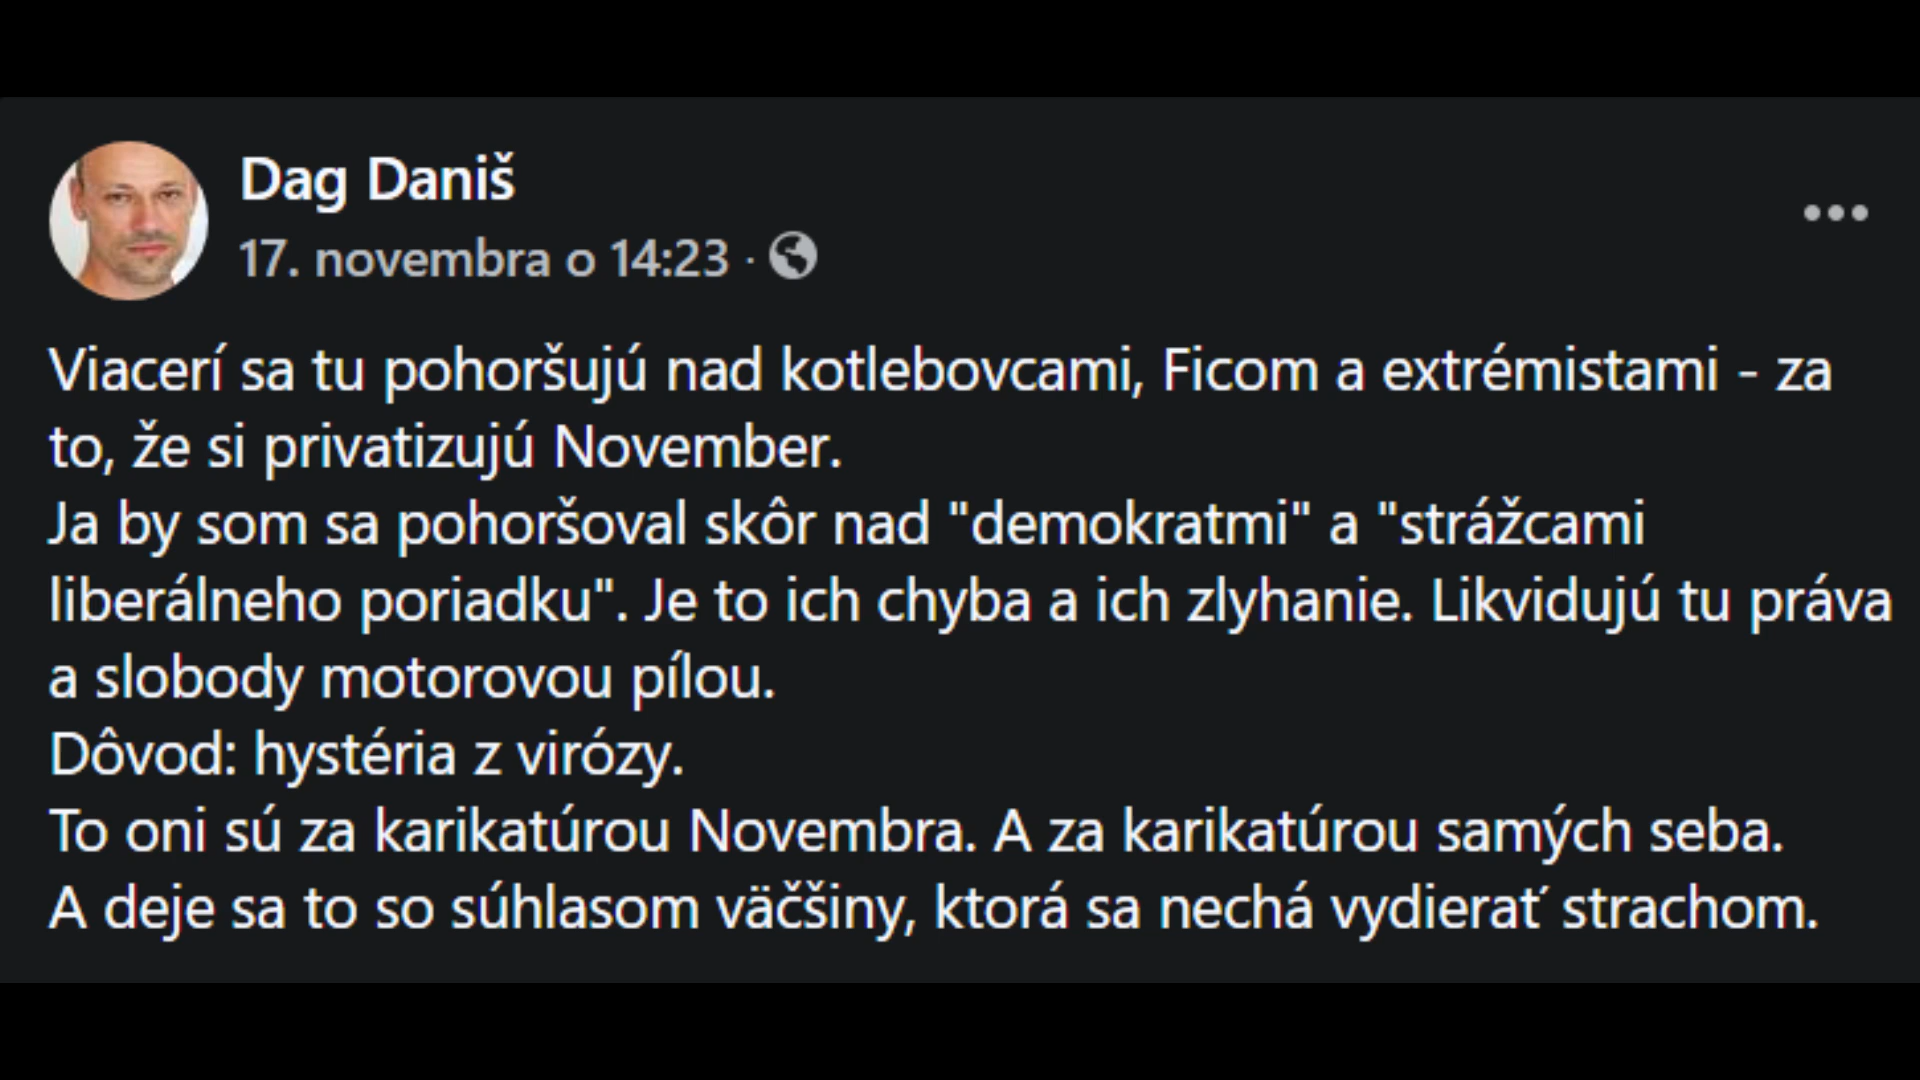 Dag Daniš
17. novembra o 14:23 ·
Viacerí sa tu pohoršujú nad kotlebovcami, Ficom a extrémistami - za
to, že si privatizujú November.
Ja by som sa pohoršoval skôr nad "demokratmi" a "strážcami
liberálneho poriadku". Je to ich chyba a ich zlyhanie. Likvidujú tu práva
a slobody motorovou pílou.
Dôvod: hystéria z virózy.
To oni sú za karikatúrou Novembra. A za karikatúrou samých seba.
A deje sa to so súhlasom väčšiny, ktorá sa nechá vydierať strachom.